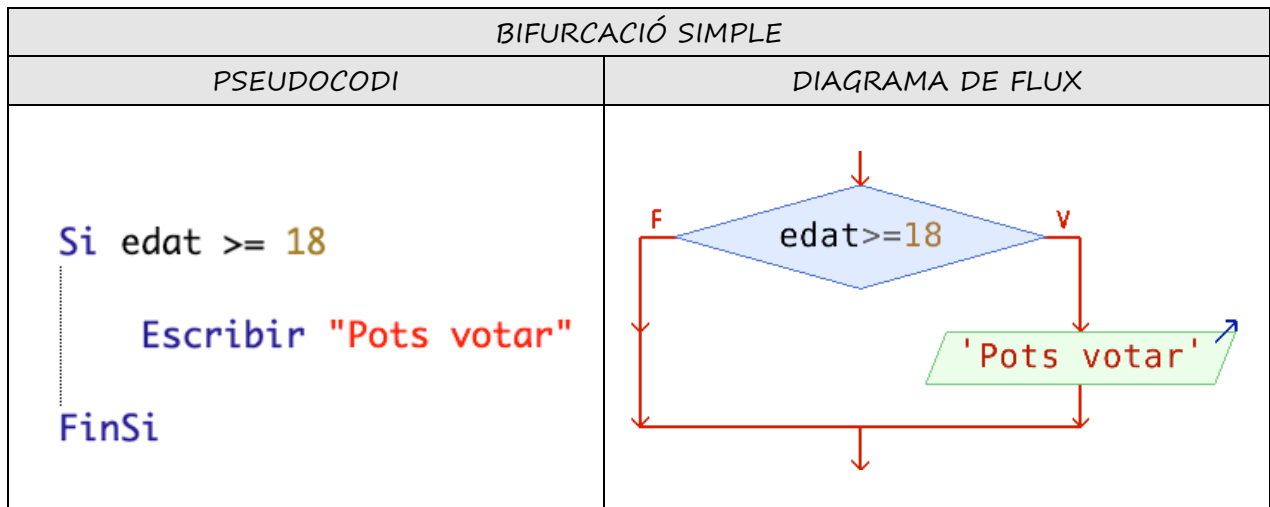 BIFURCACIÓ SIMPLE
PSEUDOCODI
DIAGRAMA DE FLUX
Si edat >= 18
Escribir "Pots votar"
FinSi
F
V
edat>=18
'Pots votar'